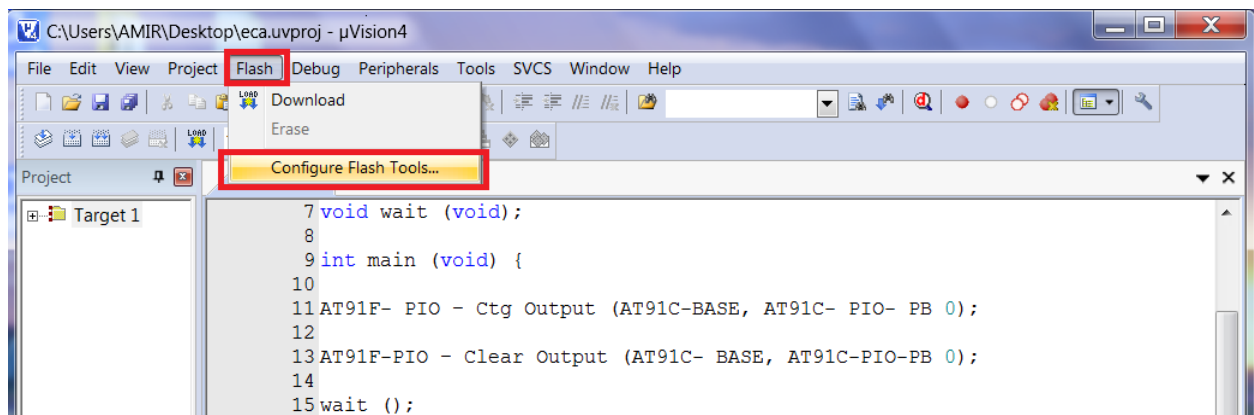 C:\Users\AMIR\Desktop\eca.uvproj - µVision4
File Edit View Project Flash Debug Peripherals Tools SVCS Window Help
LOAD Download
Erase
LOAD
Configure Flash Tools...
Project
Target 1
7 void wait (void);
8
9 int main (void) {
10
11 AT91F- PIO - Ctg Output (AT91C-BASE, AT91C- PIO- PB 0);
12
13 AT91F-PIO - Clear Output (AT91C- BASE, AT91C-PIO-PB 0);
14
15 wait ();